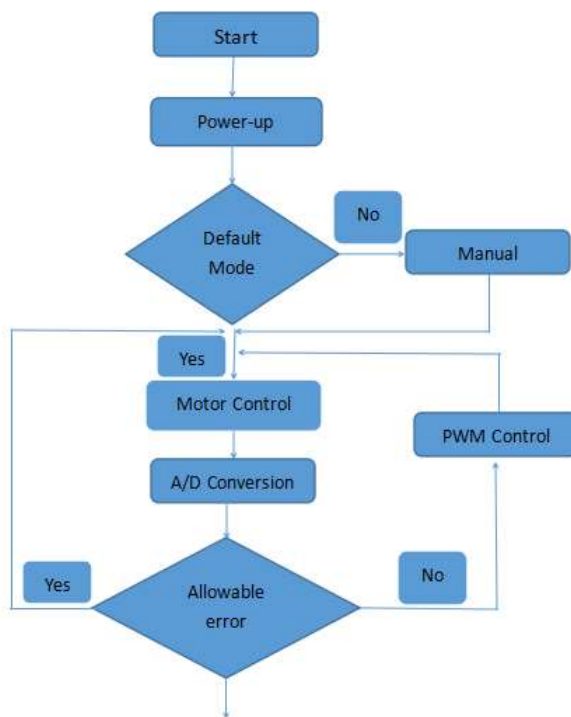 Start
Power-up
Default
Mode
No
Manual
Yes
Motor Control
PWM Control
A/D Conversion
Yes
Allowable
error
No